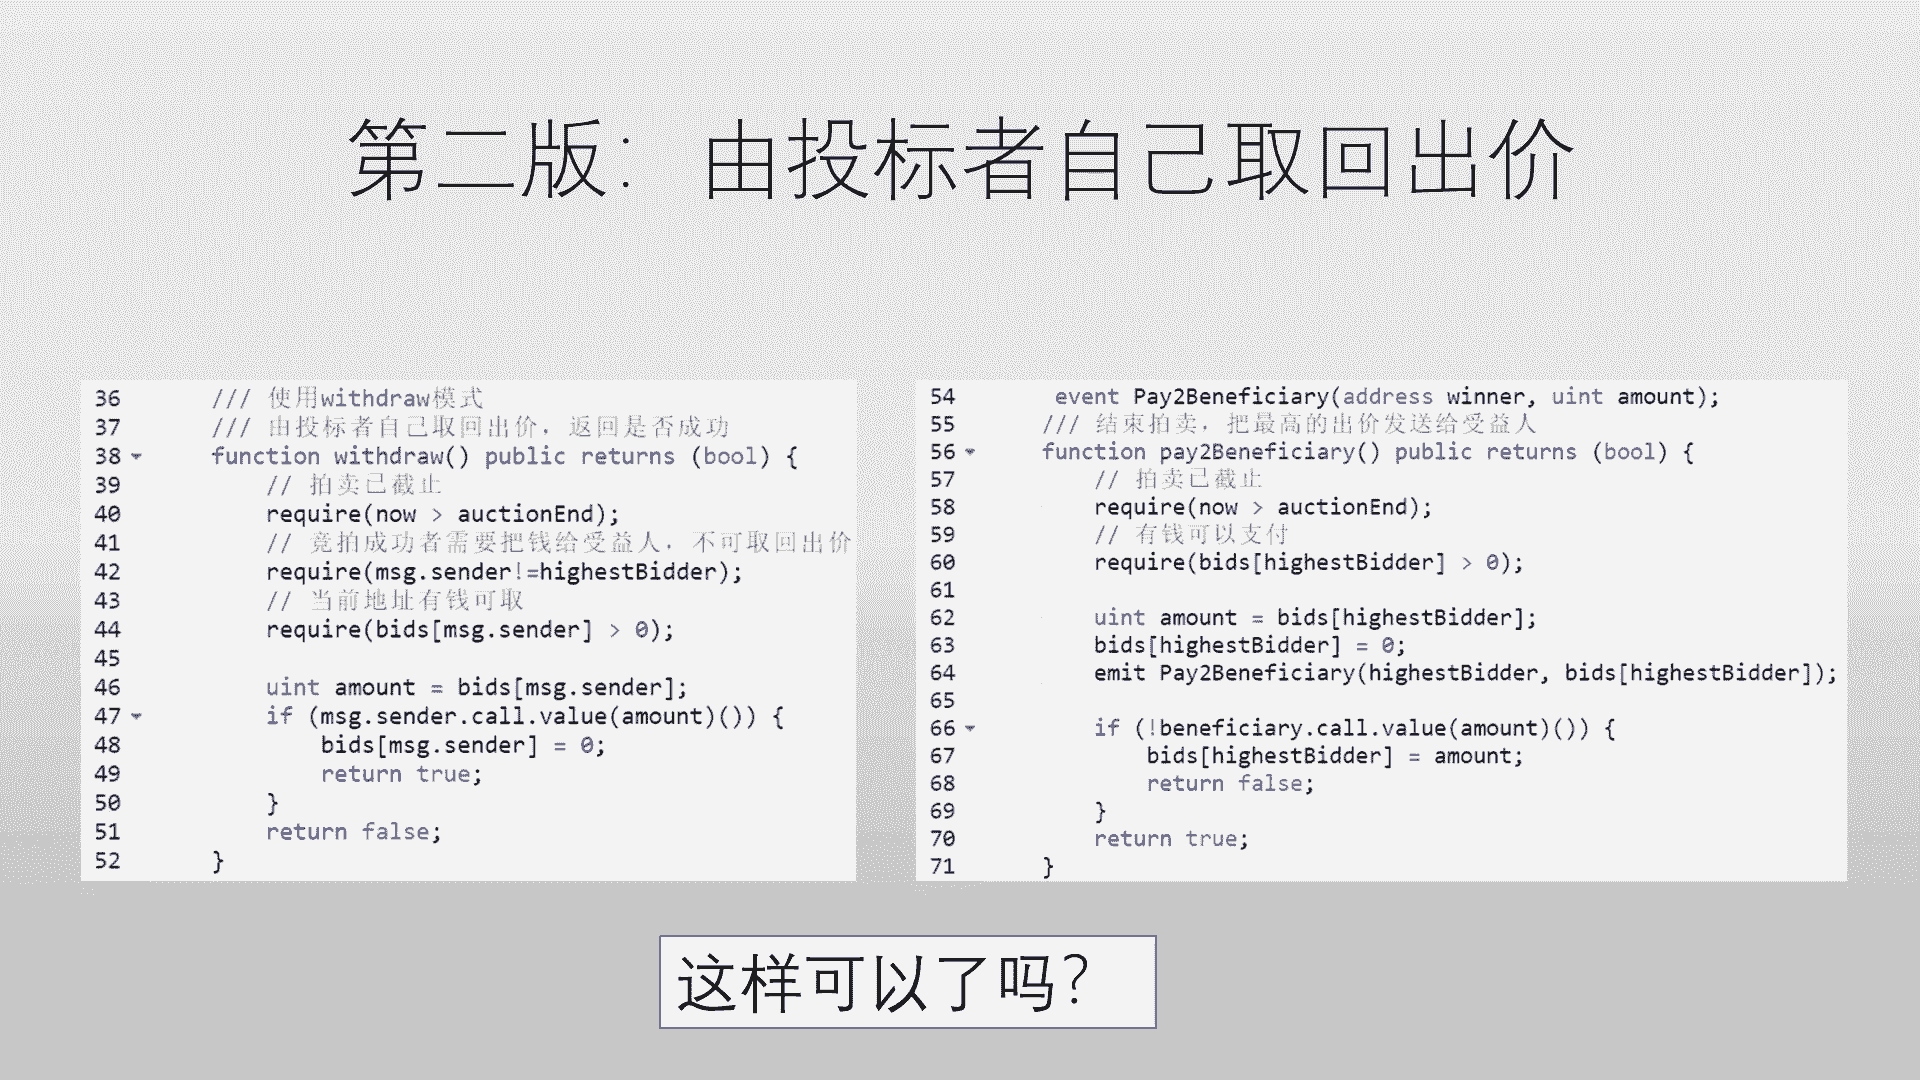 第二版：由投标者自己取回出价
36 /// 使用withdraw模式
37 /// 由投标者自己取回出价，返回是否成功
38 function withdraw() public returns (bool) {
39 // 拍卖已截止
40 require(now > auctionEnd);
41 // 竞拍成功者需要把钱给受益人，不可取回出价
42 require(msg.sender!=highestBidder);
43 // 当前地址有钱可取
44 require(bids[msg.sender] > 0);
45
46 uint amount = bids[msg.sender];
47 if (msg.sender.call.value(amount)()) {
48 bids[msg.sender] = 0;
49 return true;
50 }
51 return false;
52 }
54 event Pay2Beneficiary(address winner, uint amount);
55 /// 结束拍卖，把最高的出价发送给受益人
56 function pay2Beneficiary() public returns (bool) {
57 // 拍卖已截止
58 require(now > auctionEnd);
59 // 有钱可以支付
60 require(bids[highestBidder] > 0);
61
62 uint amount = bids[highestBidder];
63 bids[highestBidder] = 0;
64 emit Pay2Beneficiary(highestBidder, bids[highestBidder]);
65
66 if (!beneficiary.call.value(amount)()) {
67 bids[highestBidder] = amount;
68 return false;
69 }
70 return true;
71 }
这样可以了吗？